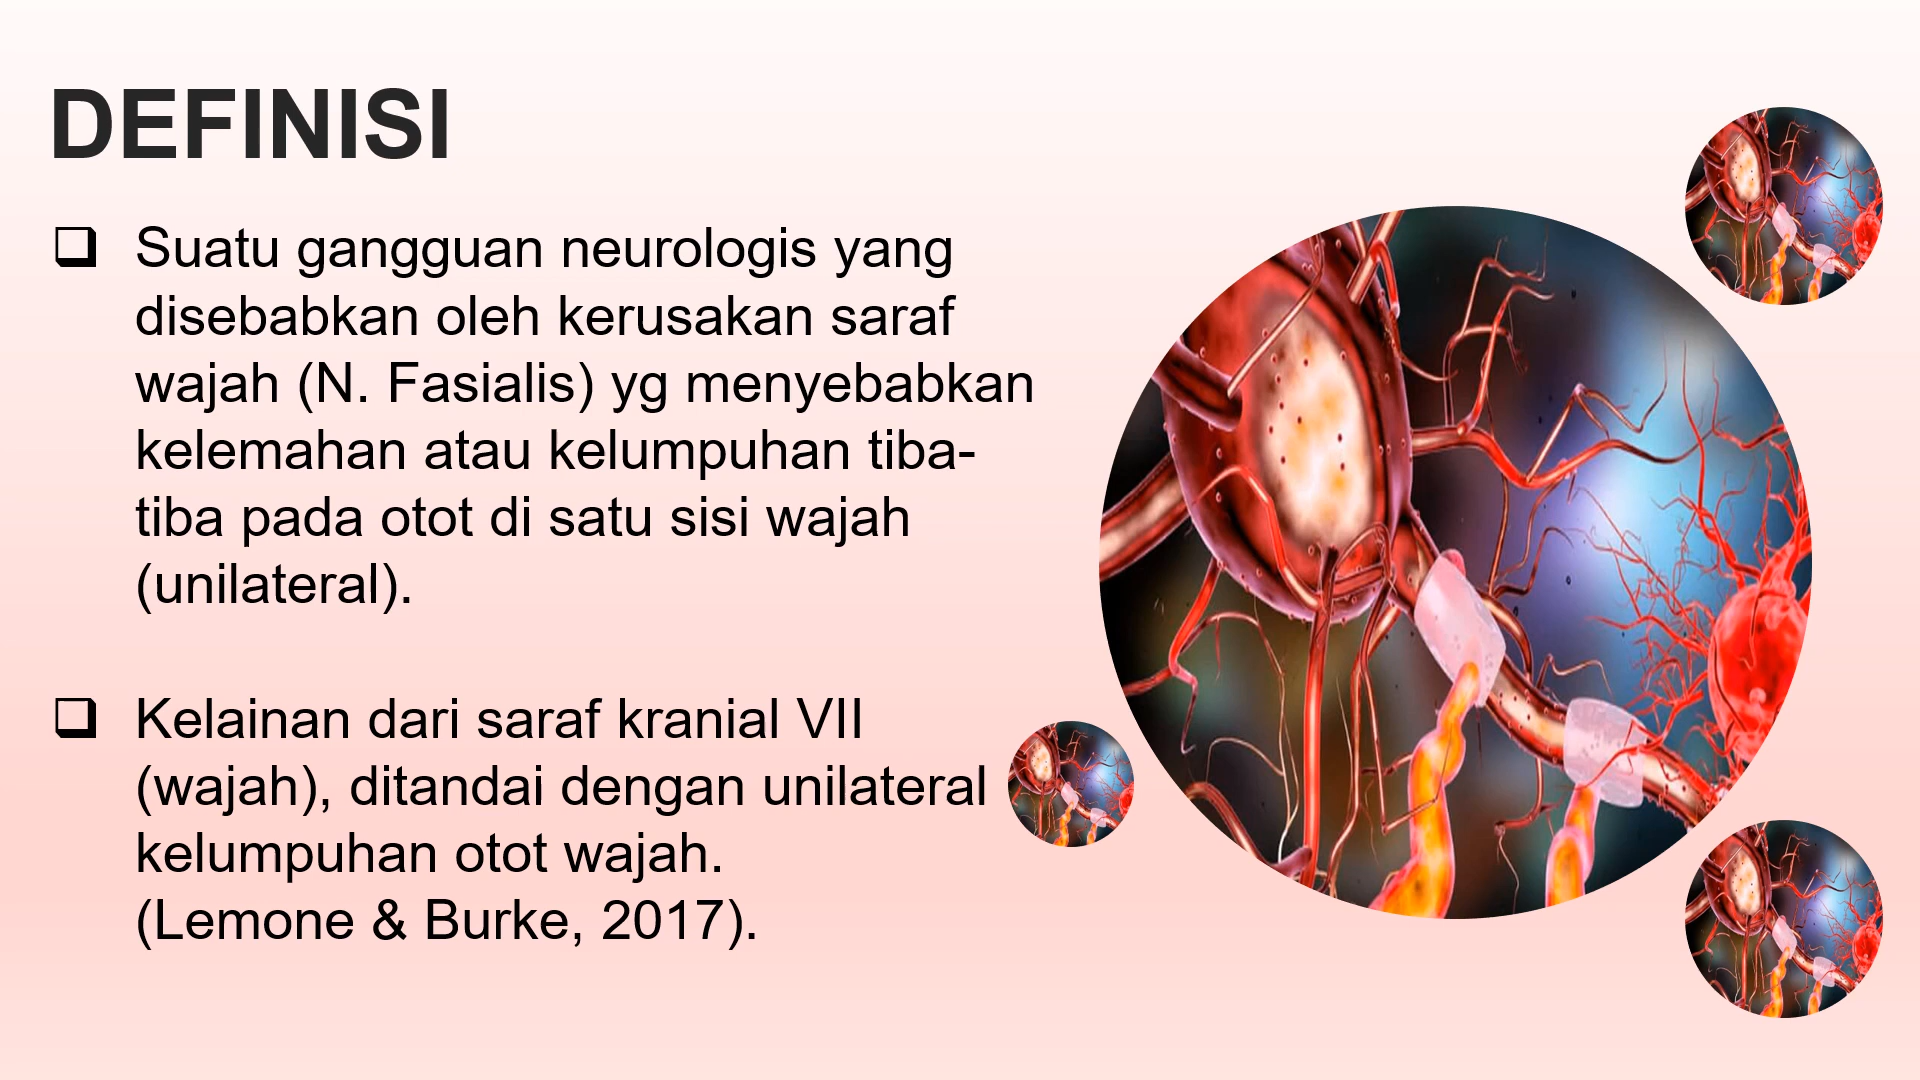 DEFINISI
❑ Suatu gangguan neurologis yang
disebabkan oleh kerusakan saraf
wajah (N. Fasialis) yg menyebabkan
kelemahan atau kelumpuhan tiba-
tiba pada otot di satu sisi wajah
(unilateral).
❑ Kelainan dari saraf kranial VII
(wajah), ditandai dengan unilateral
kelumpuhan otot wajah.
(Lemone & Burke, 2017).